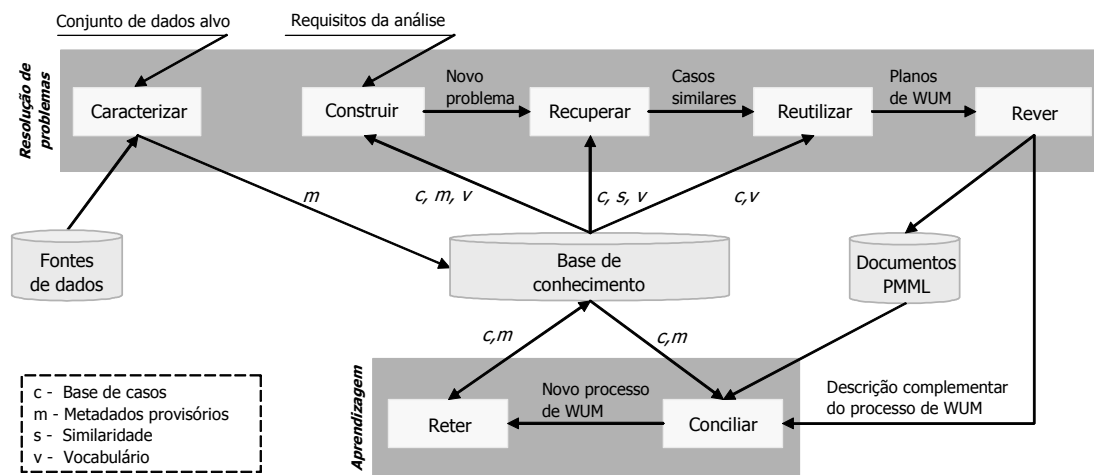 Conjunto de dados alvo
Requisitos da análise
Resolução de
problemas
Caracterizar
Construir
Novo
problema
Recuperar
Casos
similares
Reutilizar
Planos
de WUM
Rever
m
c, m, v
c, s, v
c,v
Fontes
de dados
Base de
conhecimento
Documentos
PMML
c,m
c,m
Aprendizagem
Reter
Novo processo
de WUM
Conciliar
Descrição complementar
do processo de WUM
c - Base de casos
m - Metadados provisórios
s - Similaridade
v - Vocabulário